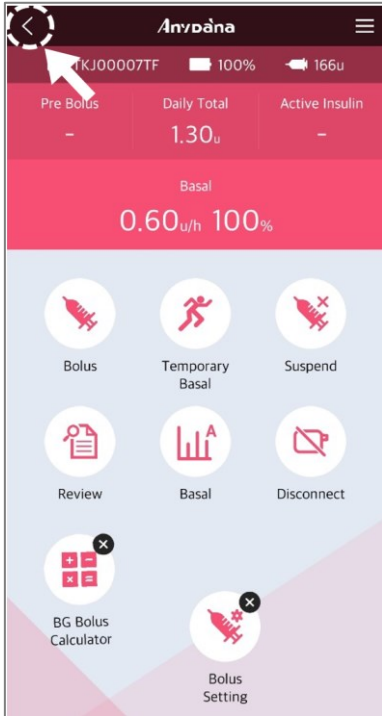 Anydana
TKJ00007TF 100% 166u
Pre Bolus Daily Total Active Insulin
- 1.30u -
Basal
0.60u/h 100%
Bolus Temporary Basal Suspend
A
Review Basal Disconnect
BG Bolus Calculator
Bolus Setting